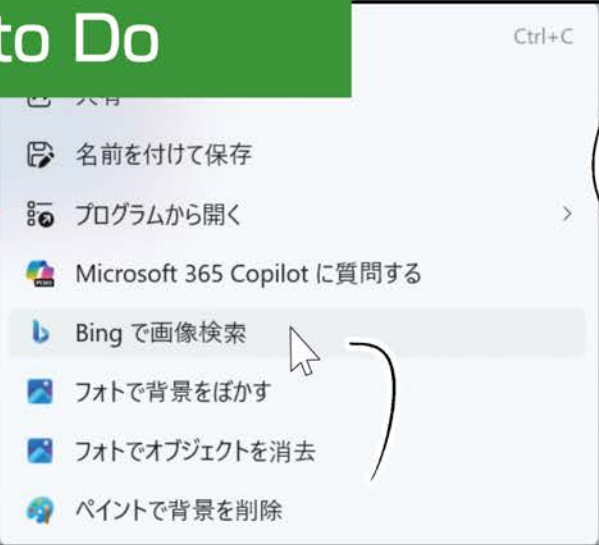 to Do
Ctrl+C
共有
名前を付けて保存
プログラムから開く
Microsoft 365 Copilot に質問する
Bing で画像検索
フォトで背景をぼかす
フォトでオブジェクトを消去
ペイントで背景を削除